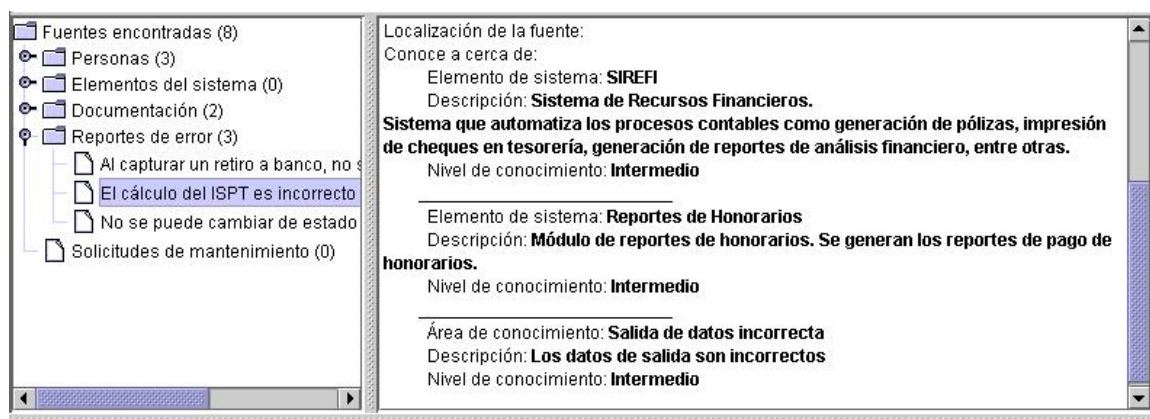 Fuentes encontradas (8)
Personas (3)
Elementos del sistema (0)
Documentación (2)
Reportes de error (3)
Al capturar un retiro a banco, no
El cálculo del ISPT es incorrecto
No se puede cambiar de estado
Solicitudes de mantenimiento (0)
Localización de la fuente:
Conoce a cerca de:
Elemento de sistema: SIREFI
Descripción: Sistema de Recursos Financieros.
Sistema que automatiza los procesos contables como generación de pólizas, impresión
de cheques en tesorería, generación de reportes de análisis financiero, entre otras.
Nivel de conocimiento: Intermedio
Elemento de sistema: Reportes de Honorarios
Descripción: Módulo de reportes de honorarios. Se generan los reportes de pago de
honorarios.
Nivel de conocimiento: Intermedio
Área de conocimiento: Salida de datos incorrecta
Descripción: Los datos de salida son incorrectos
Nivel de conocimiento: Intermedio